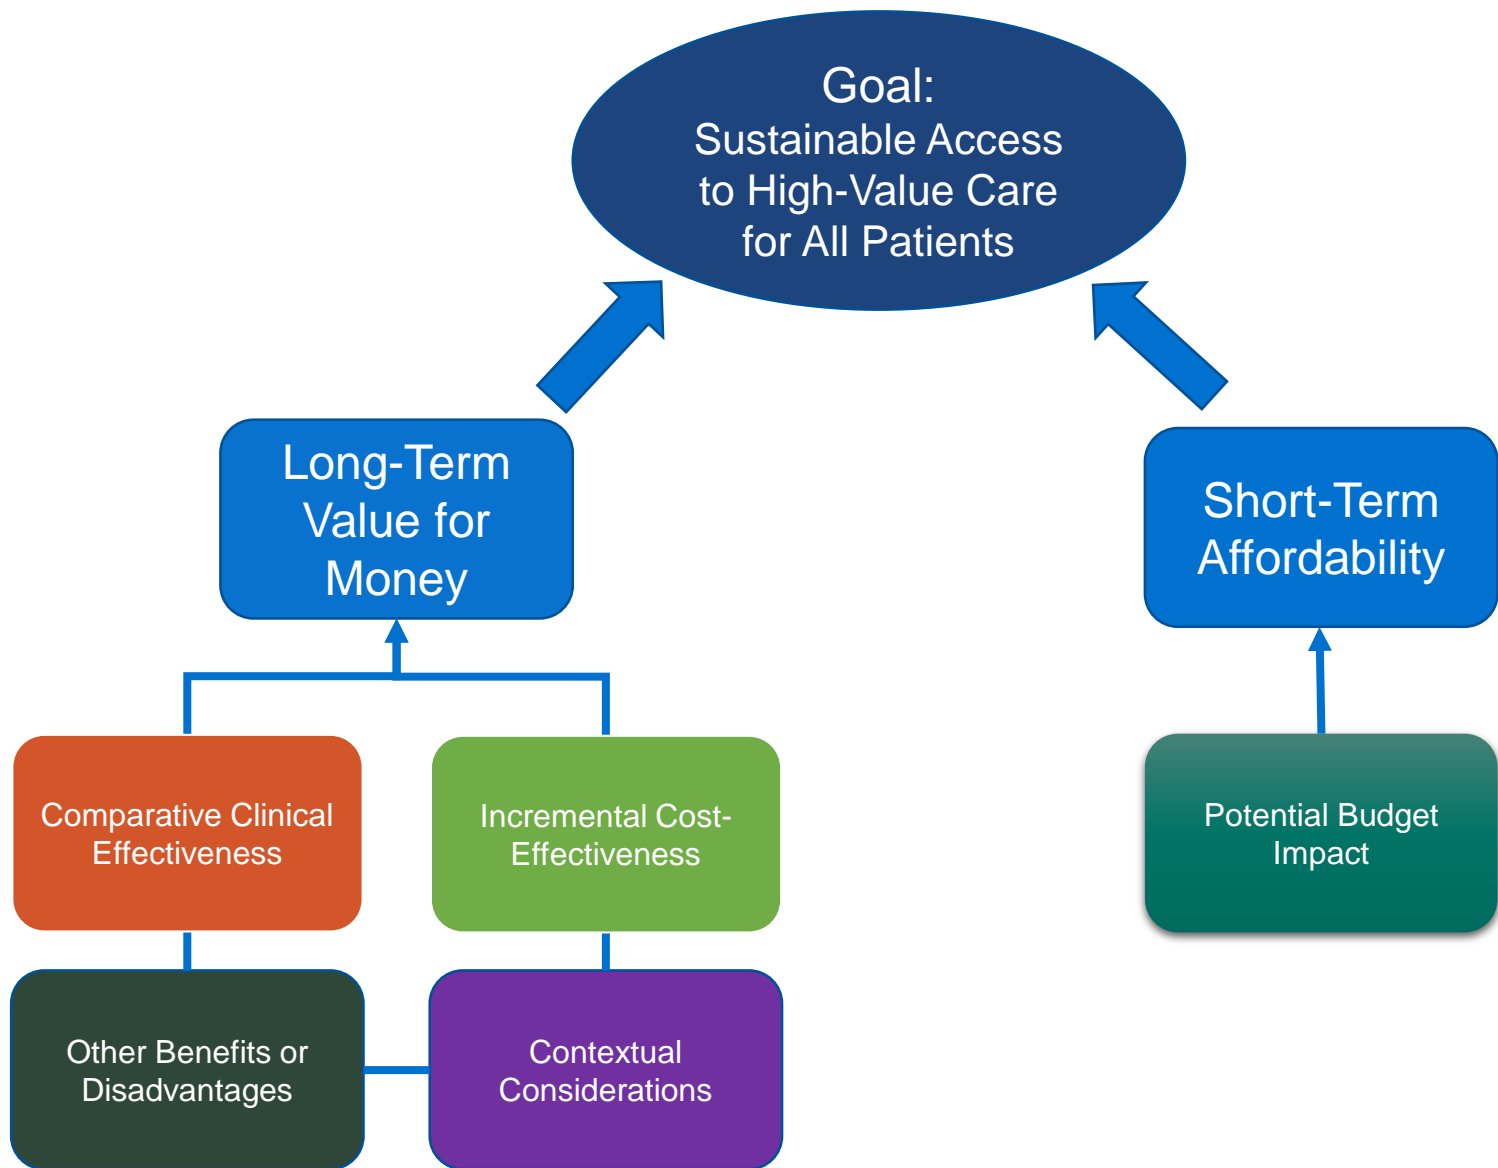 Goal:
Sustainable Access
to High-Value Care
for All Patients
Long-Term
Value for
Money
Short-Term
Affordability
Comparative Clinical
Effectiveness
Incremental Cost-
Effectiveness
Potential Budget
Impact
Other Benefits or
Disadvantages
Contextual
Considerations